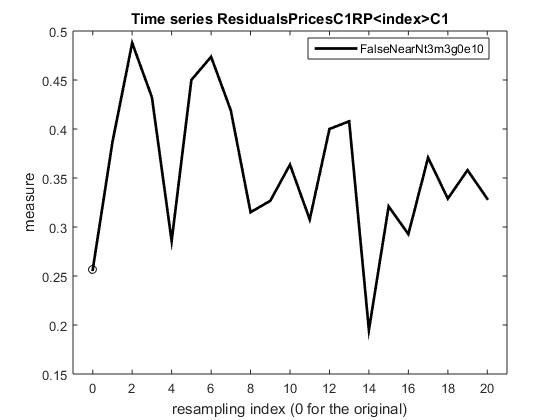 Time series ResidualsPricesC1RP<index>C1
FalseNearNt3m3g0e10
measure
0.5
0.45
0.4
0.35
0.3
0.25
0.2
0.15
0 2 4 6 8 10 12 14 16 18 20
resampling index (0 for the original)